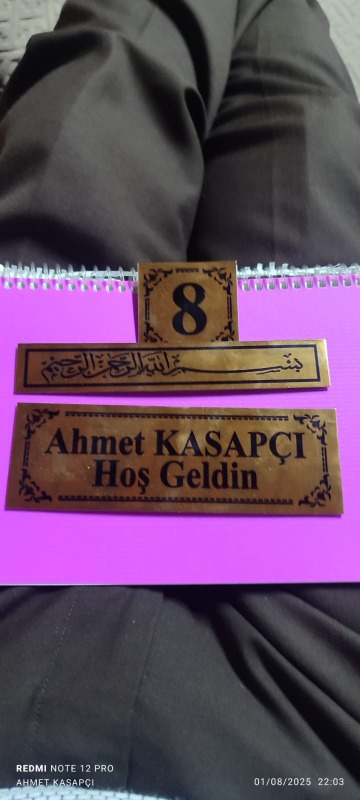 8
بسم الله الرحمن الرحيم
Ahmet KASAPÇI
Hoş Geldin
REDMI NOTE 12 PRO
AHMET KASAPÇI
01/08/2025 22:03